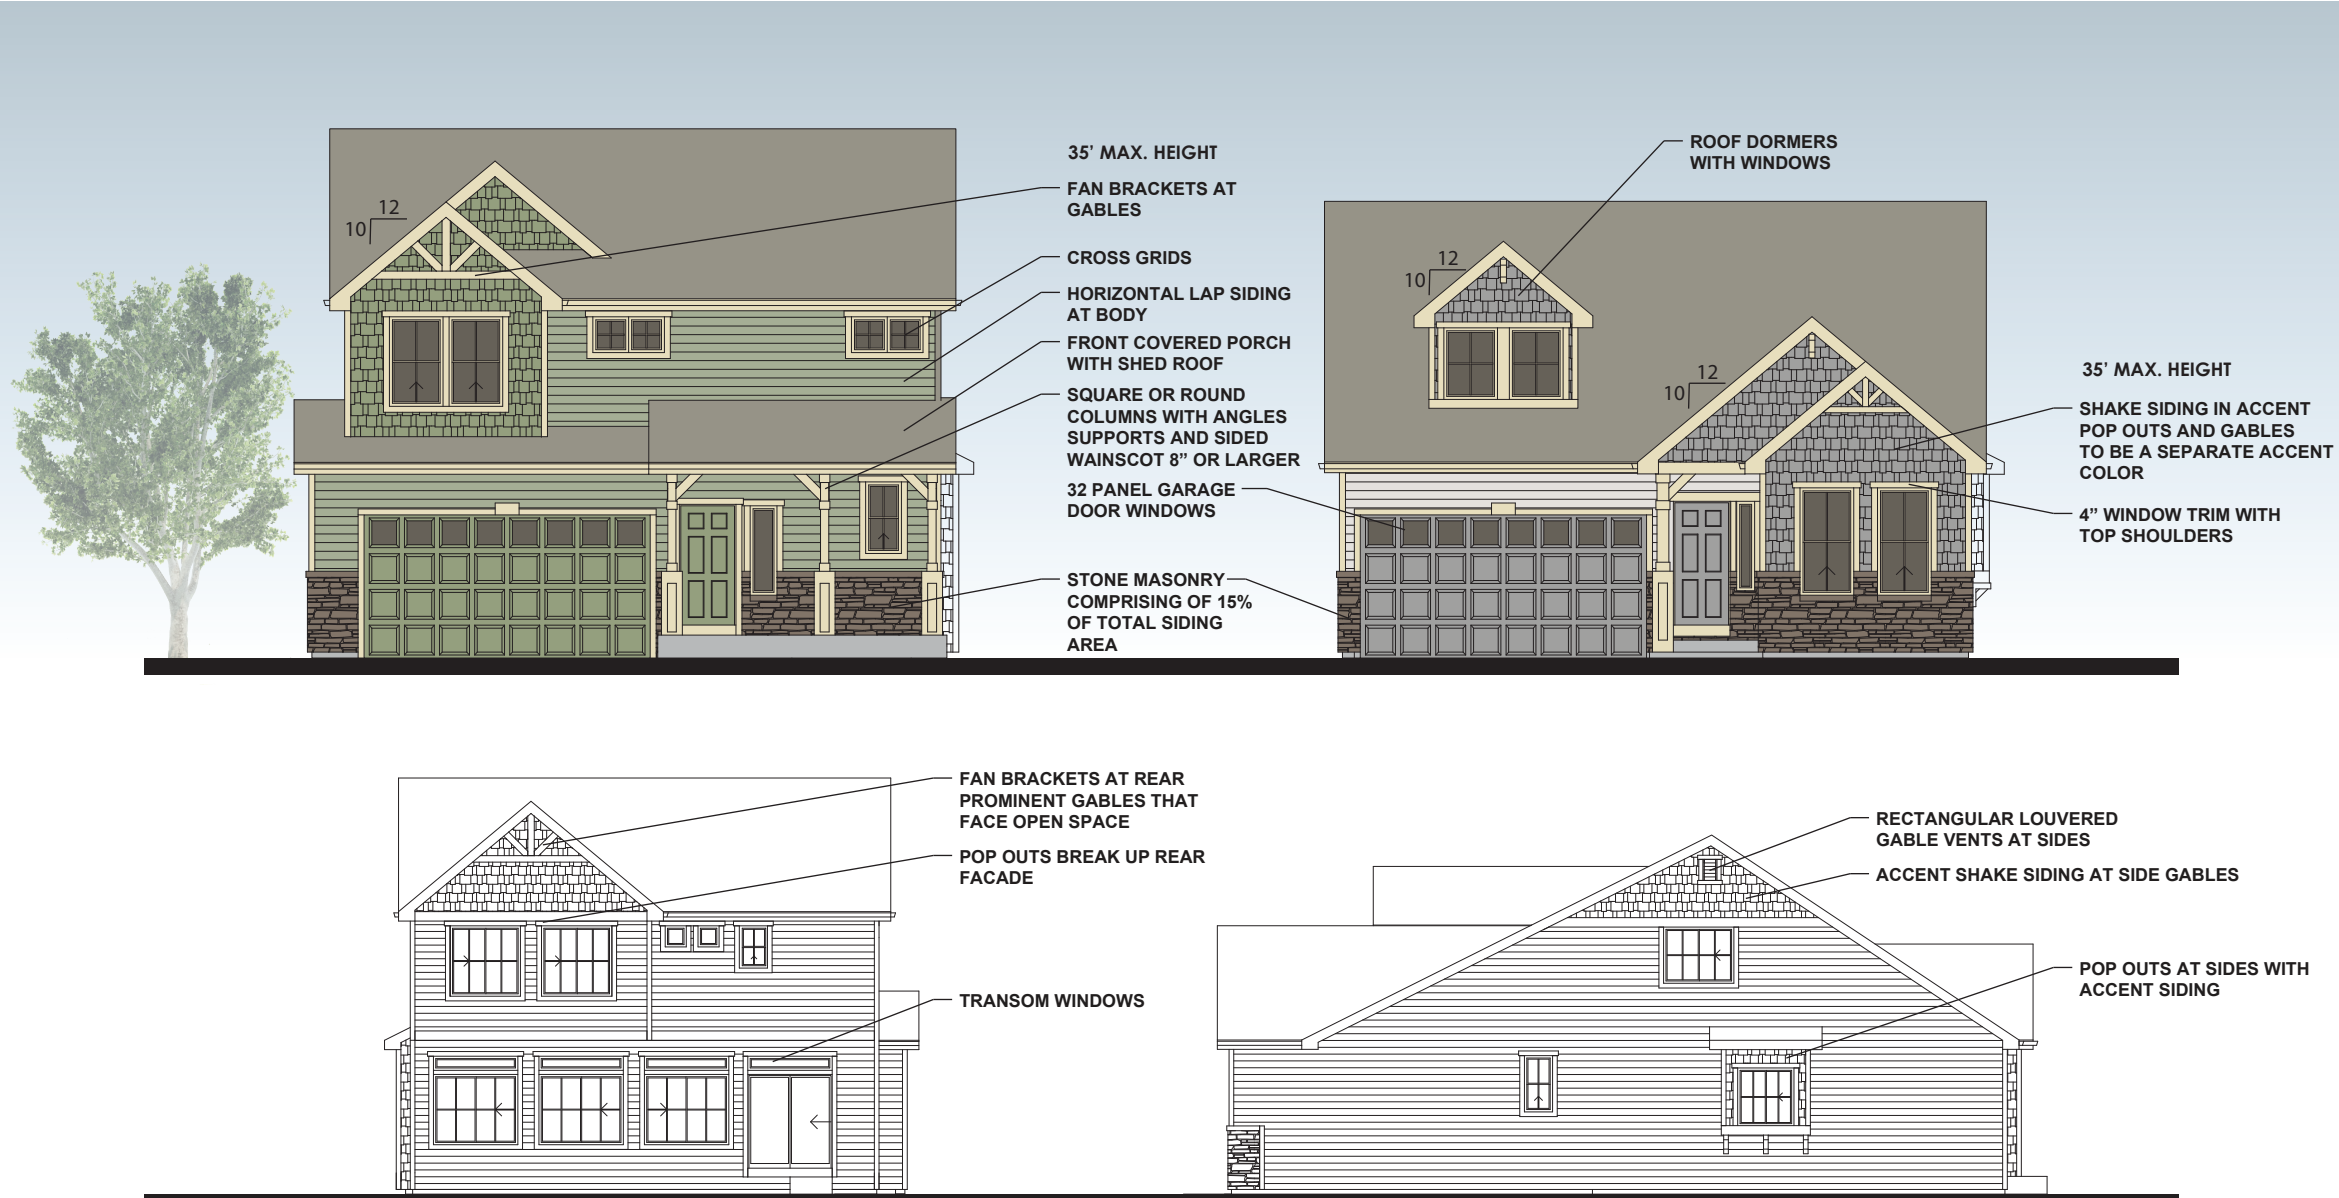 35’ MAX. HEIGHT
FAN BRACKETS AT
GABLES
12
10
CROSS GRIDS
HORIZONTAL LAP SIDING
AT BODY
FRONT COVERED PORCH
WITH SHED ROOF
SQUARE OR ROUND
COLUMNS WITH ANGLES
SUPPORTS AND SIDED
WAINSCOT 8” OR LARGER
32 PANEL GARAGE
DOOR WINDOWS
STONE MASONRY
COMPRISING OF 15%
OF TOTAL SIDING
AREA
ROOF DORMERS
WITH WINDOWS
12
10
12
10
35’ MAX. HEIGHT
SHAKE SIDING IN ACCENT
POP OUTS AND GABLES
TO BE A SEPARATE ACCENT
COLOR
4” WINDOW TRIM WITH
TOP SHOULDERS
FAN BRACKETS AT REAR
PROMINENT GABLES THAT
FACE OPEN SPACE
POP OUTS BREAK UP REAR
FACADE
TRANSOM WINDOWS
RECTANGULAR LOUVERED
GABLE VENTS AT SIDES
ACCENT SHAKE SIDING AT SIDE GABLES
POP OUTS AT SIDES WITH
ACCENT SIDING